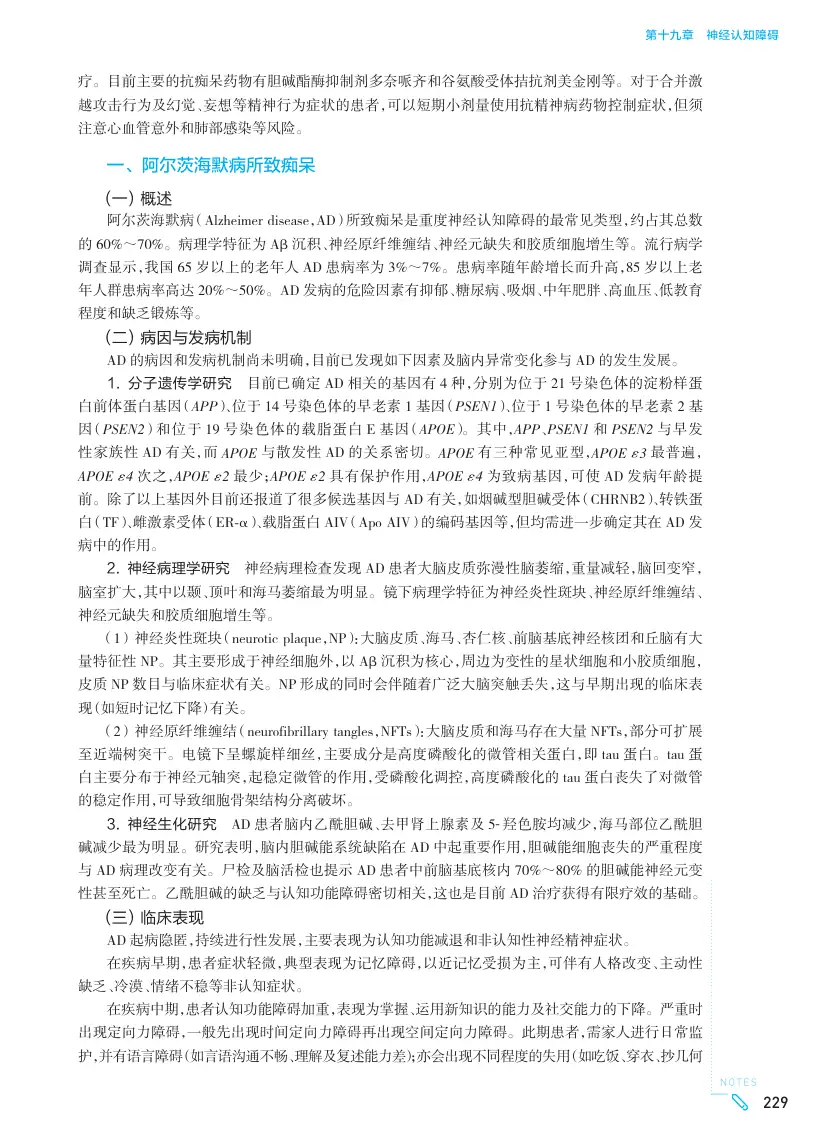 第十九章 神经认知障碍
疗。目前主要的抗痴呆药物有胆碱酯酶抑制剂多奈哌齐和谷氨酸受体拮抗剂美金刚等。对于合并激
越攻击行为及幻觉、妄想等精神行为症状的患者,可以短期小剂量使用抗精神病药物控制症状,但须
注意心血管意外和肺部感染等风险。
一、阿尔茨海默病所致痴呆
(一)概述
阿尔茨海默病(Alzheimer disease,AD)所致痴呆是重度神经认知障碍的最常见类型,约占其总数
的 60%~70%。病理学特征为 Aβ 沉积、神经原纤维缠结、神经元缺失和胶质细胞增生等。流行病学
调查显示,我国 65 岁以上的老年人 AD 患病率为 3%~7%。患病率随年龄增长而升高,85 岁以上老
年人群患病率高达 20%~50%。AD 发病的危险因素有抑郁、糖尿病、吸烟、中年肥胖、高血压、低教育
程度和缺乏锻炼等。
(二)病因与发病机制
AD 的病因和发病机制尚未明确,目前已发现如下因素及脑内异常变化参与 AD 的发生发展。
1. 分子遗传学研究 目前已确定 AD 相关的基因有 4 种,分别为位于 21 号染色体的淀粉样蛋
白前体蛋白基因(APP)、位于 14 号染色体的早老素 1 基因(PSEN1)、位于 1 号染色体的早老素 2 基
因(PSEN2)和位于 19 号染色体的载脂蛋白 E 基因(APOE)。其中,APP、PSEN1 和 PSEN2 与早发
性家族性 AD 有关,而 APOE 与散发性 AD 的关系密切。APOE 有三种常见亚型,APOE ε3 最普遍,
APOE ε4 次之,APOE ε2 最少;APOE ε2 具有保护作用,APOE ε4 为致病基因,可使 AD 发病年龄提
前。除了以上基因外目前还报道了很多候选基因与 AD 有关,如烟碱型胆碱受体(CHRNB2)、转铁蛋
白(TF)、雌激素受体(ER-α)、载脂蛋白 AIV(Apo AIV)的编码基因等,但均需进一步确定其在 AD 发
病中的作用。
2. 神经病理学研究 神经病理检查发现 AD 患者大脑皮质弥漫性脑萎缩,重量减轻,脑回变窄,
脑室扩大,其中以颞、顶叶和海马萎缩最为明显。镜下病理学特征为神经炎性斑块、神经原纤维缠结、
神经元缺失和胶质细胞增生等。
(1)神经炎性斑块(neurotic plaque,NP):大脑皮质、海马、杏仁核、前脑基底神经核团和丘脑有大
量特征性 NP。其主要形成于神经细胞外,以 Aβ 沉积为核心,周边为变性的星状细胞和小胶质细胞,
皮质 NP 数目与临床症状有关。NP 形成的同时会伴随着广泛大脑突触丢失,这与早期出现的临床表
现(如短时记忆下降)有关。
(2)神经原纤维缠结(neurofibrillary tangles,NFTs):大脑皮质和海马存在大量 NFTs,部分可扩展
至近端树突干。电镜下呈螺旋样细丝,主要成分是高度磷酸化的微管相关蛋白,即 tau 蛋白。tau 蛋
白主要分布于神经元轴突,起稳定微管的作用,受磷酸化调控,高度磷酸化的 tau 蛋白丧失了对微管
的稳定作用,可导致细胞骨架结构分离破坏。
3. 神经生化研究 AD 患者脑内乙酰胆碱、去甲肾上腺素及 5- 羟色胺均减少,海马部位乙酰胆
碱减少最为明显。研究表明,脑内胆碱能系统缺陷在 AD 中起重要作用,胆碱能细胞丧失的严重程度
与 AD 病理改变有关。尸检及脑活检也提示 AD 患者中前脑基底核内 70%~80% 的胆碱能神经元变
性甚至死亡。乙酰胆碱的缺乏与认知功能障碍密切相关,这也是目前 AD 治疗获得有限疗效的基础。
(三)临床表现
AD 起病隐匿,持续进行性发展,主要表现为认知功能减退和非认知性神经精神症状。
在疾病早期,患者症状轻微,典型表现为记忆障碍,以近记忆受损为主,可伴有人格改变、主动性
缺乏、冷漠、情绪不稳等非认知症状。
在疾病中期,患者认知功能障碍加重,表现为掌握、运用新知识的能力及社交能力的下降。严重时
出现定向力障碍,一般先出现时间定向力障碍再出现空间定向力障碍。此期患者,需家人进行日常监
护,并有语言障碍(如言语沟通不畅、理解及复述能力差);亦会出现不同程度的失用(如吃饭、穿衣、抄几何
NOTES
229